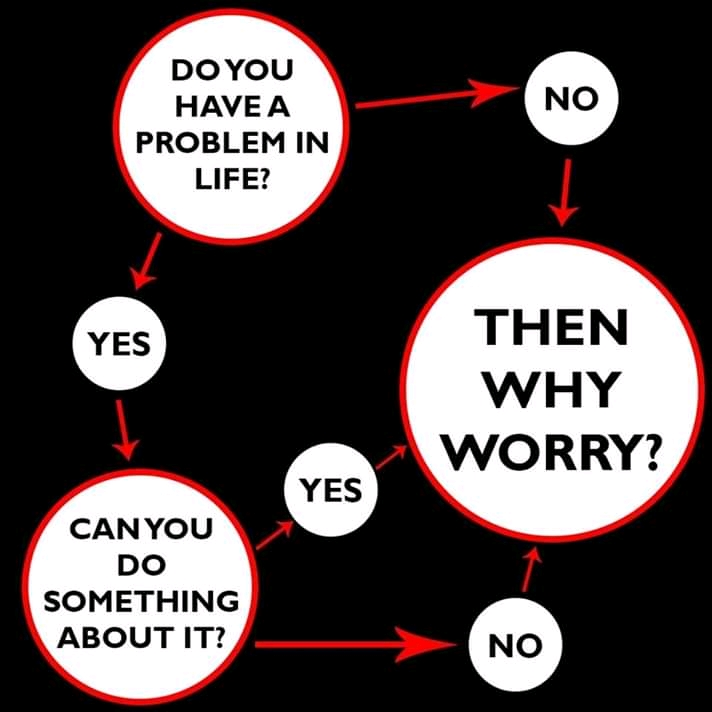 DO YOU
HAVE A
PROBLEM IN
LIFE?
NO
YES
THEN
WHY
WORRY?
YES
CAN YOU
DO
SOMETHING
ABOUT IT?
NO